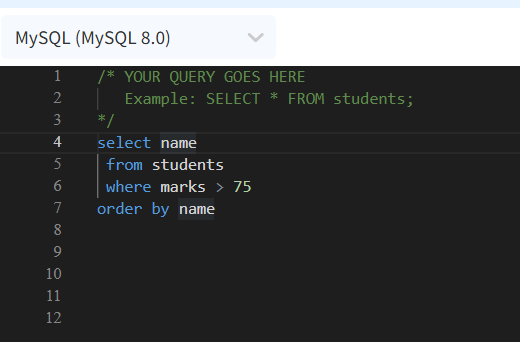 MySQL (MySQL 8.0)
1 /* YOUR QUERY GOES HERE
2 Example: SELECT * FROM students;
3 */
4 select name
5 from students
6 where marks > 75
7 order by name
8
9
10
11
12